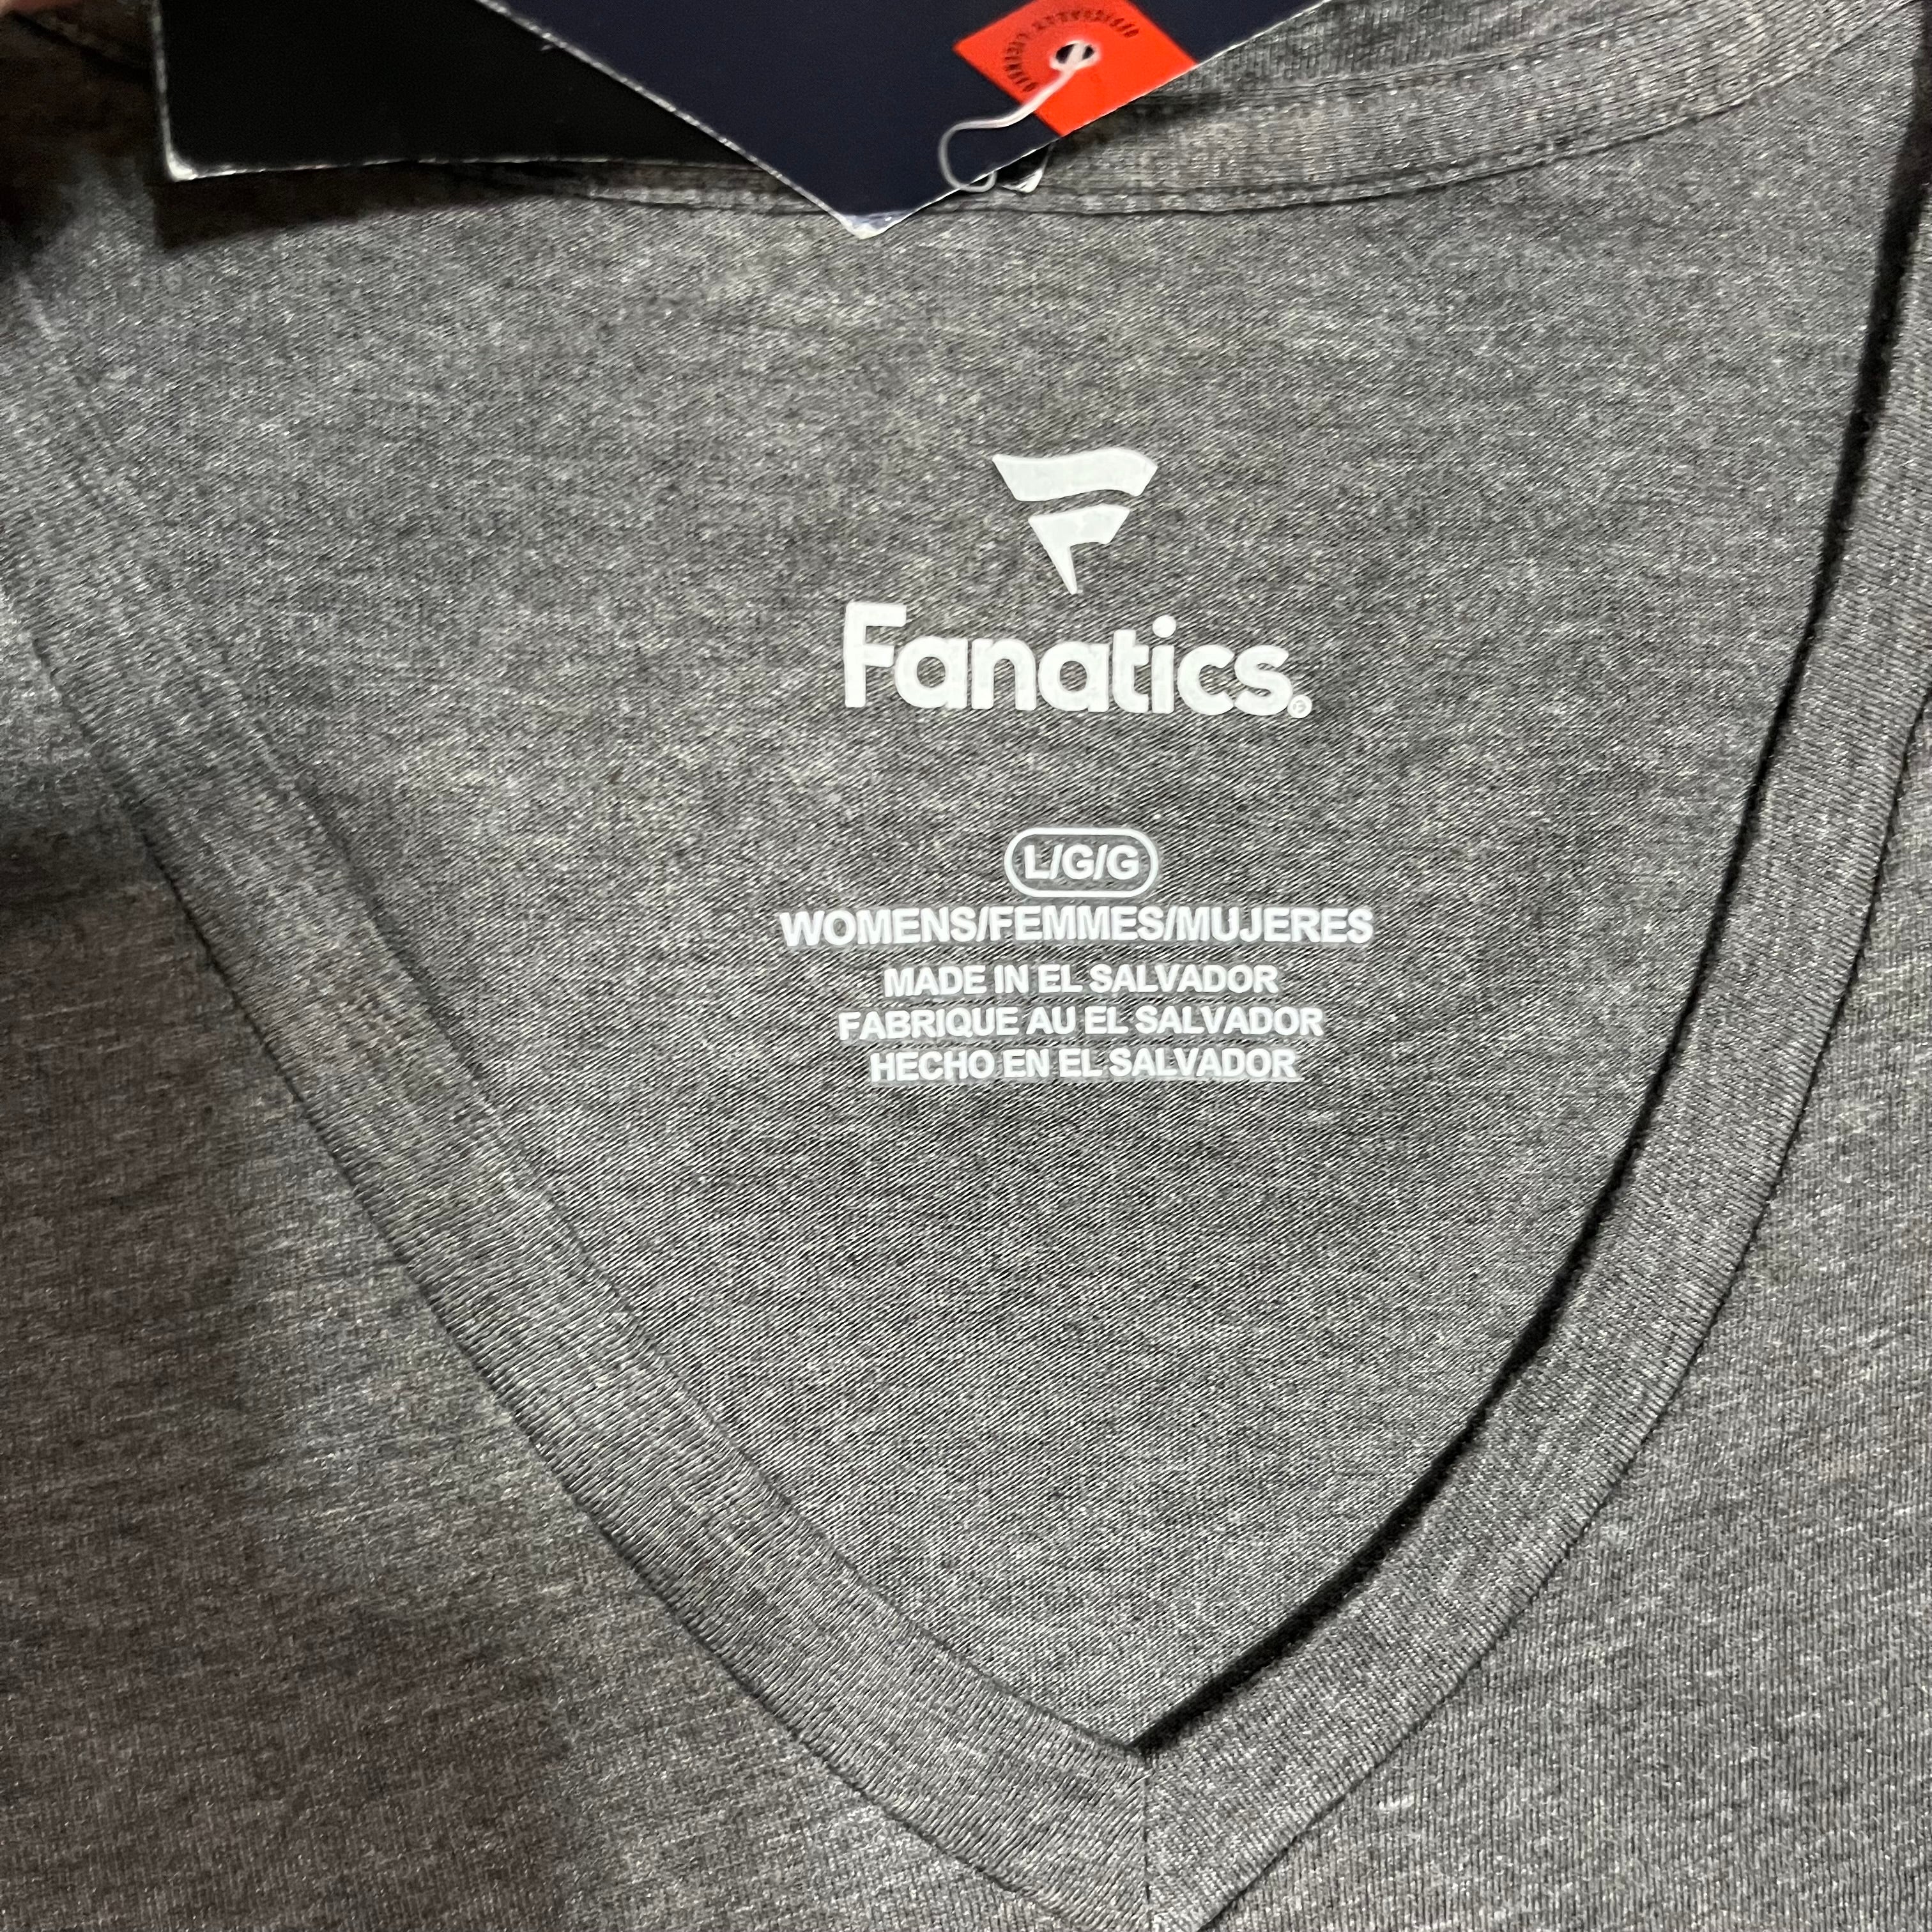 Fanatics.
L/G/G
WOMENS/FEMMES/MUJERES
MADE IN EL SALVADOR
FABRIQUE AU EL SALVADOR
HECHO EN EL SALVADOR